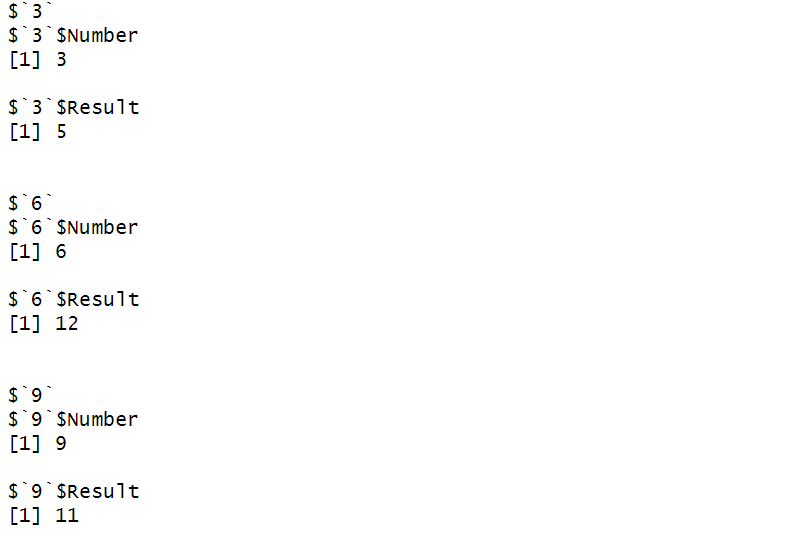 $`3`
$`3`$Number
[1] 3
$`3`$Result
[1] 5
$`6`
$`6`$Number
[1] 6
$`6`$Result
[1] 12
$`9`
$`9`$Number
[1] 9
$`9`$Result
[1] 11